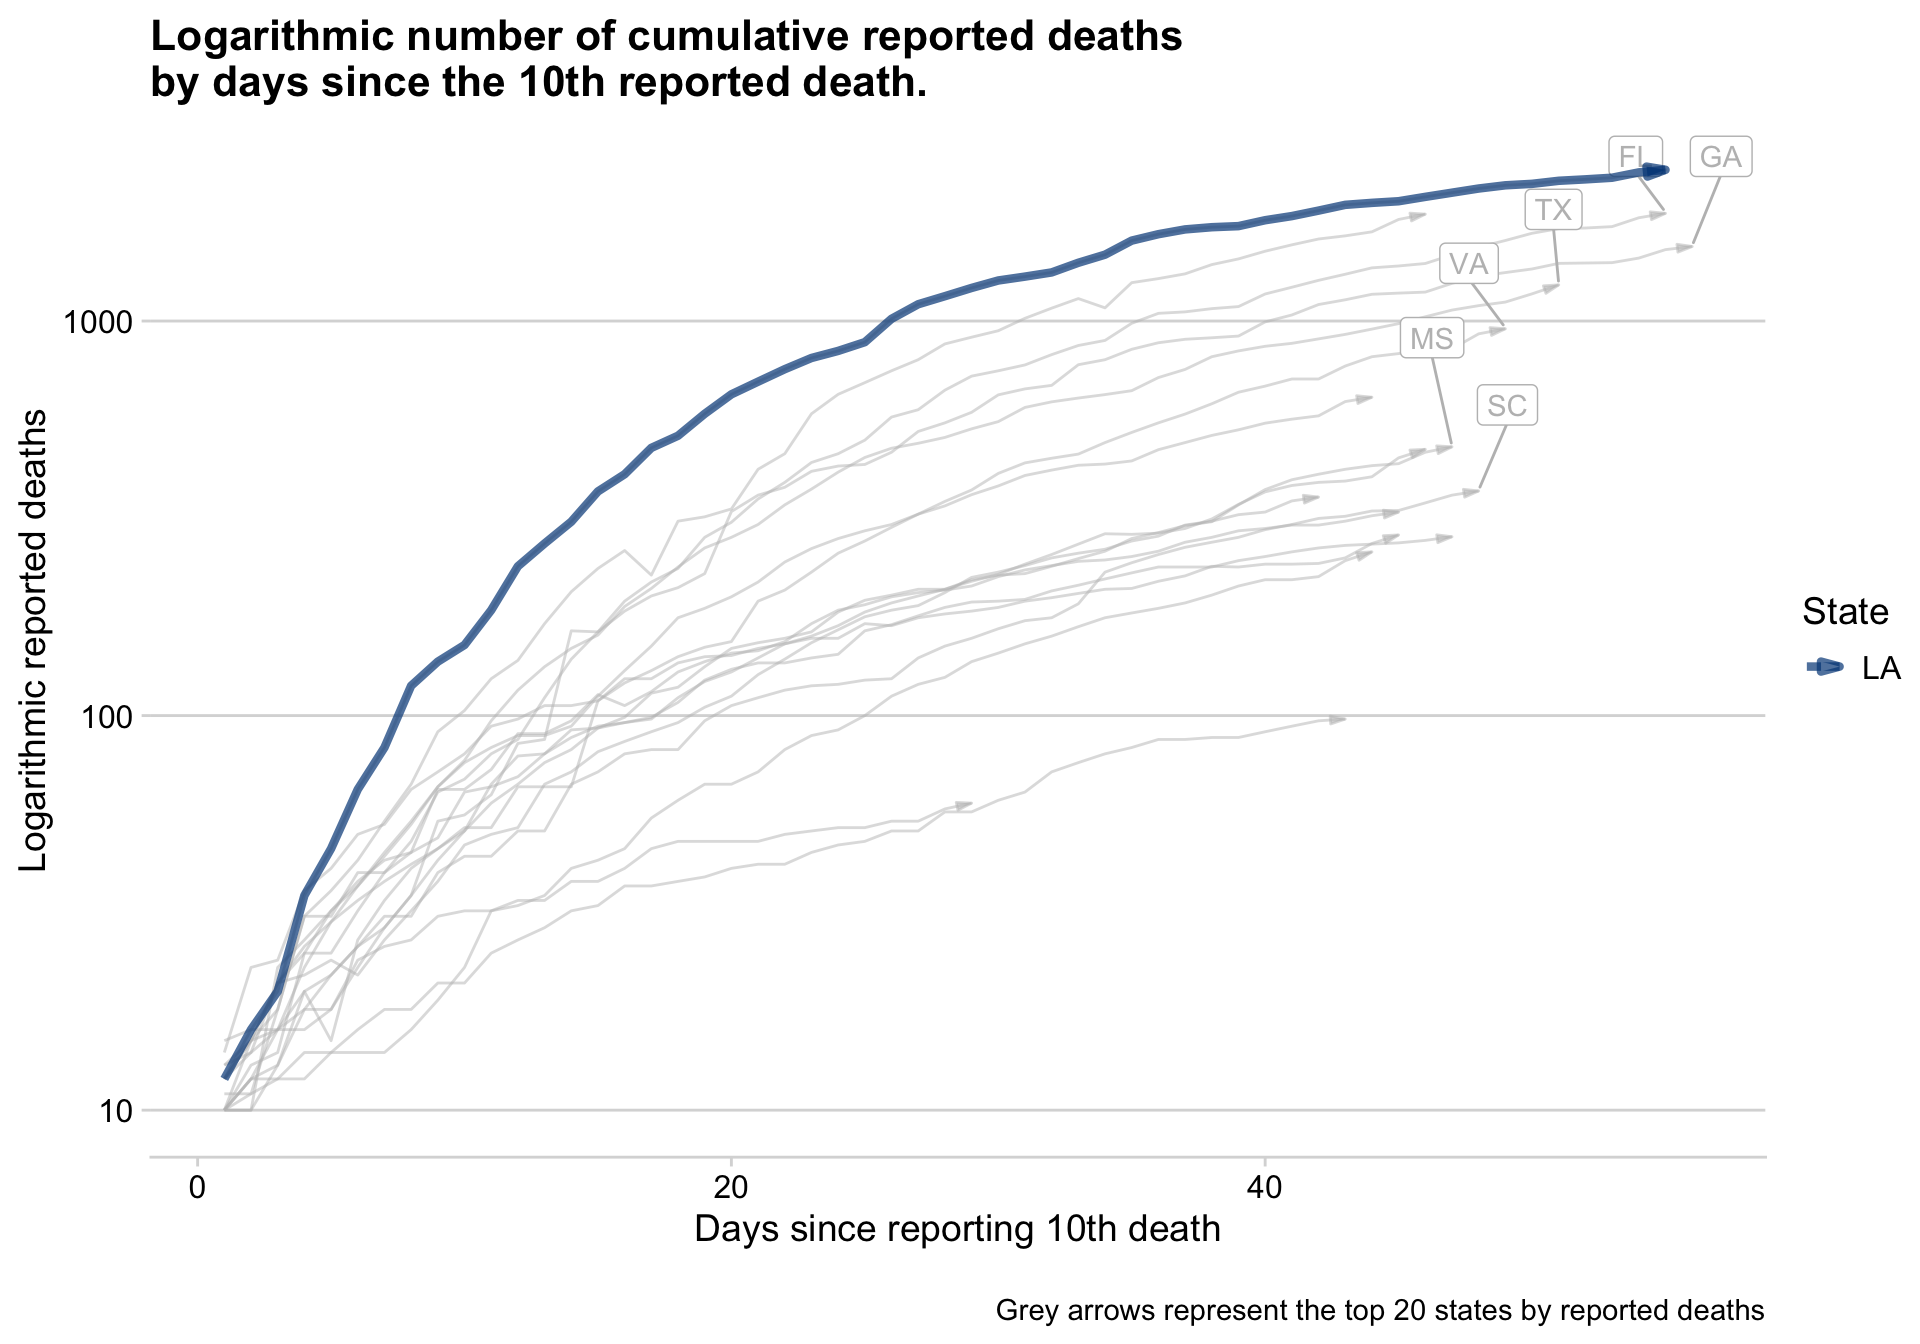 Logarithmic number of cumulative reported deaths
by days since the 10th reported death.
FL
GA
TX
VA
MS
SC
1000
100
10
Logarithmic reported deaths
State
LA
0
20
40
Days since reporting 10th death
Grey arrows represent the top 20 states by reported deaths